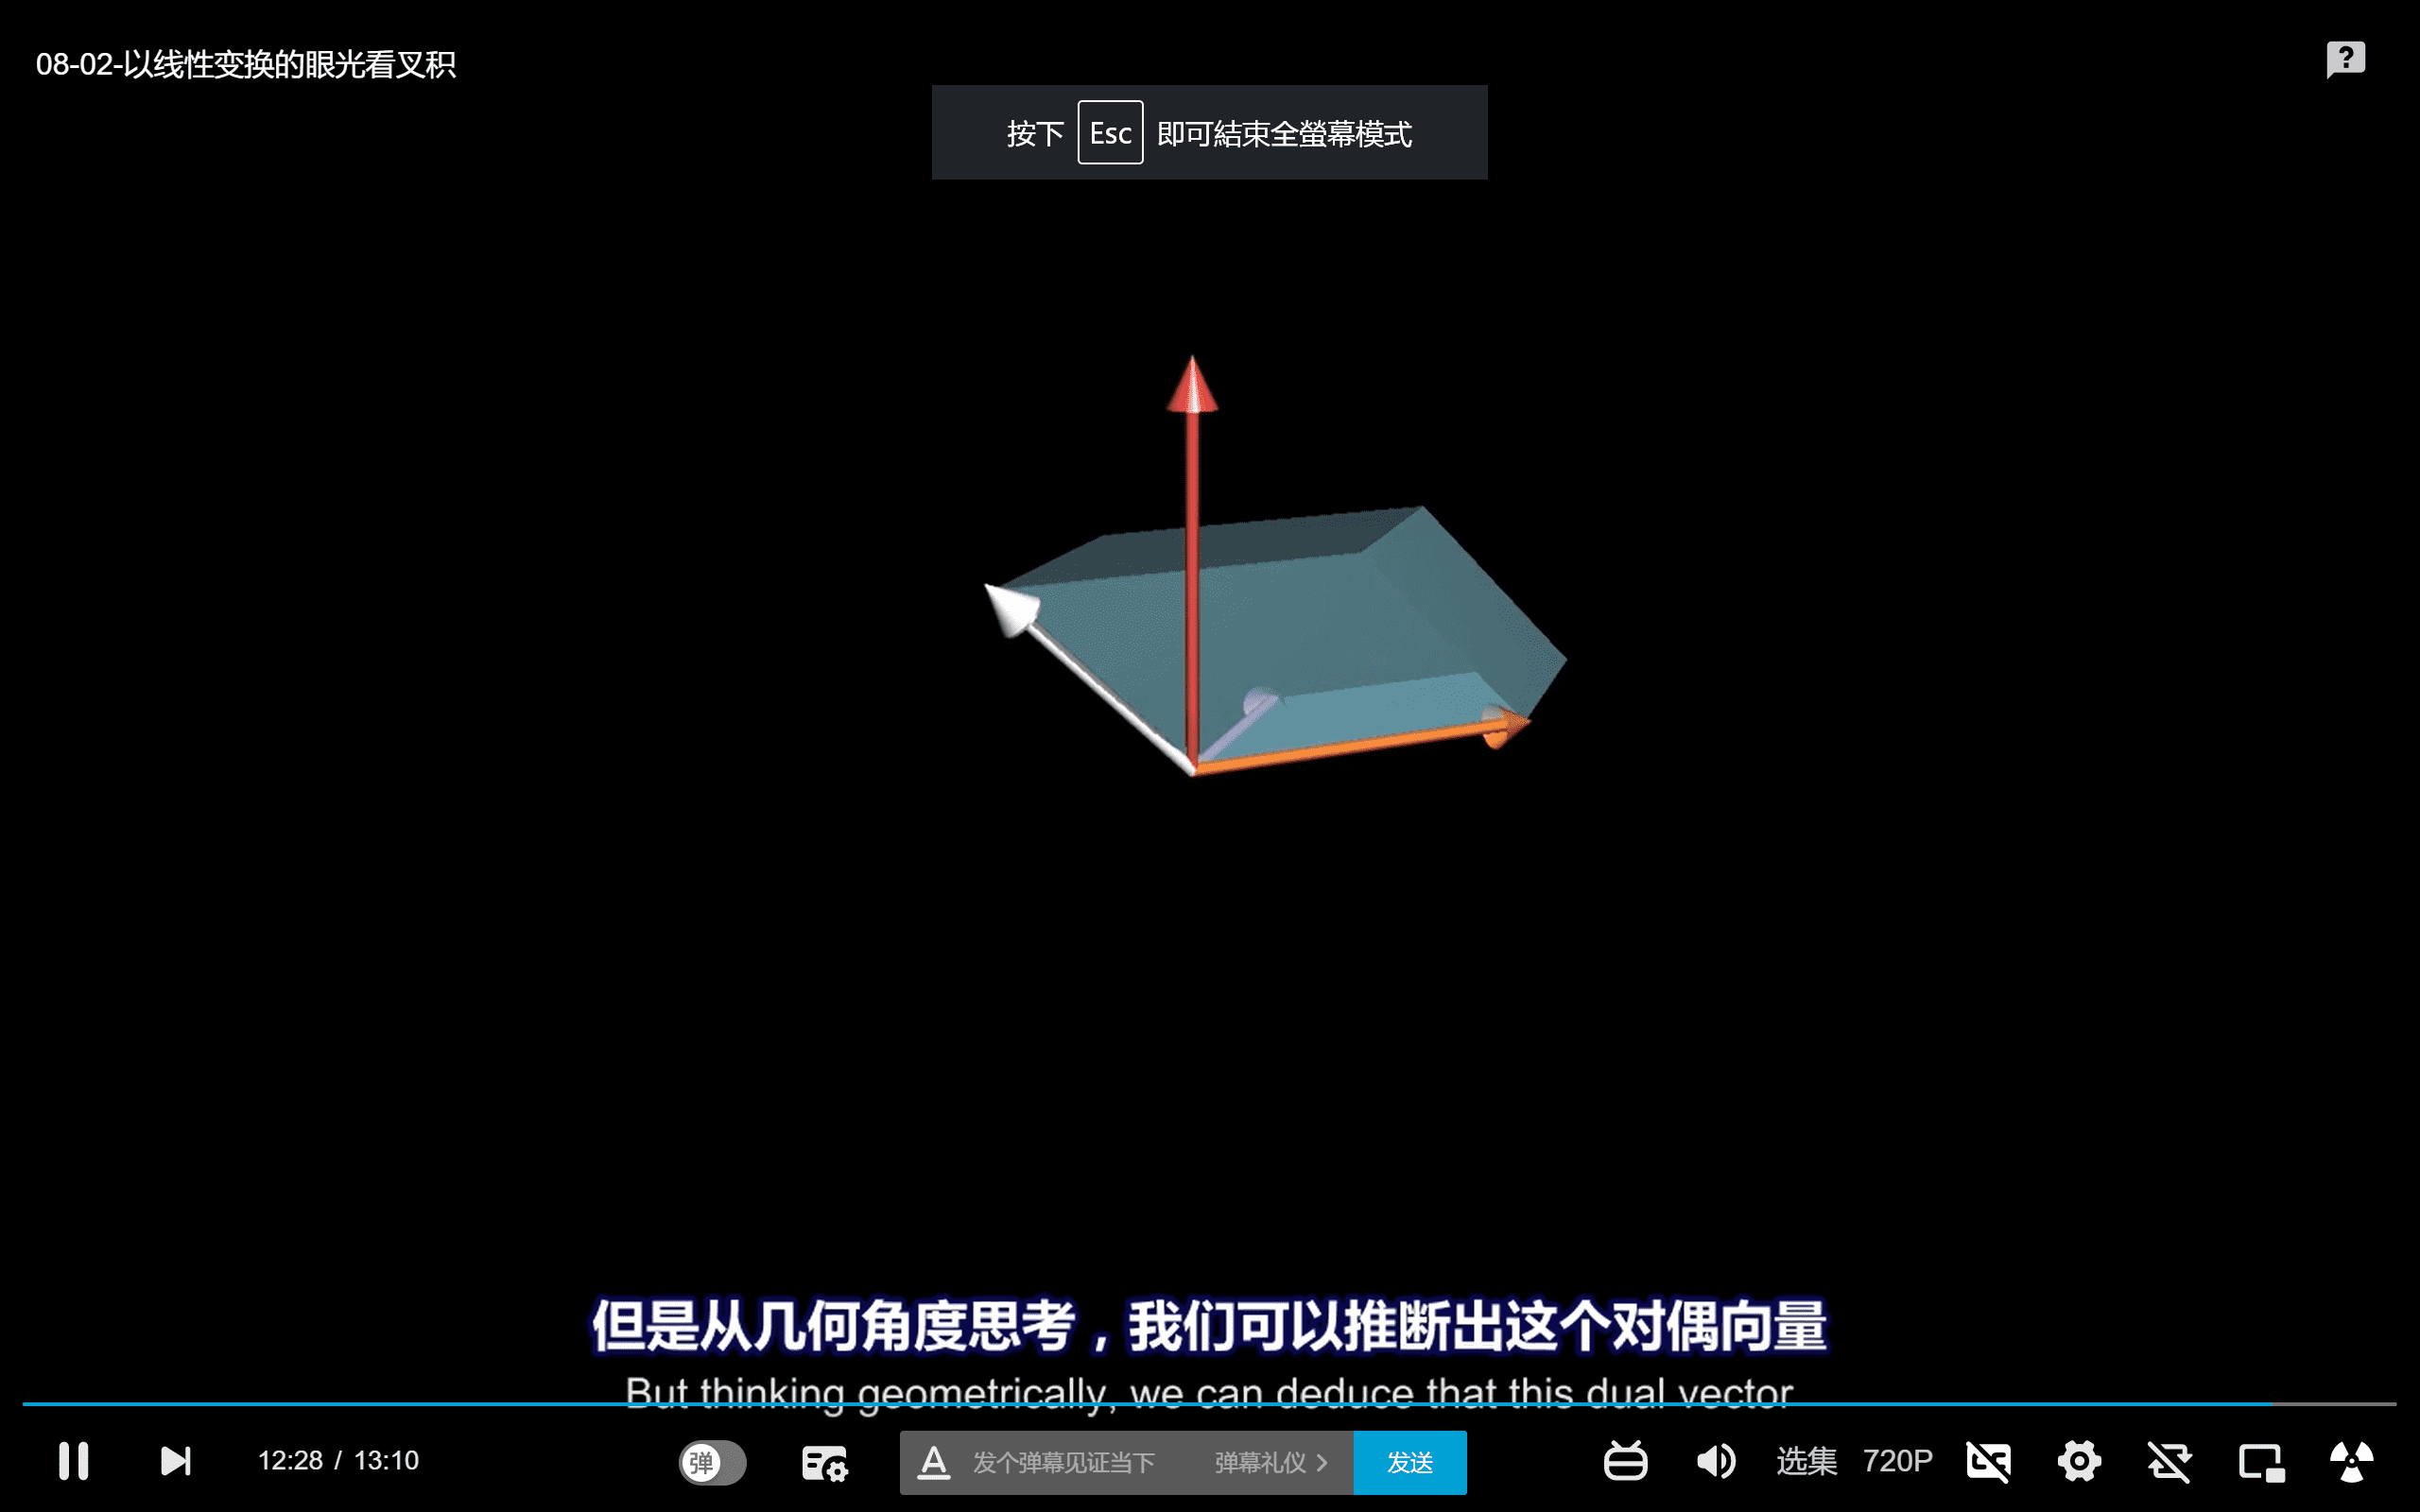 08-02-以线性变换的眼光看叉积
按下 Esc 即可結束全螢幕模式
但是从几何角度思考，我们可以推断出这个对偶向量
But thinking geometrically, we can deduce that this dual vector
12:28 / 13:10
弹
发个弹幕见证当下
弹幕礼仪 >
发送
选集
720P